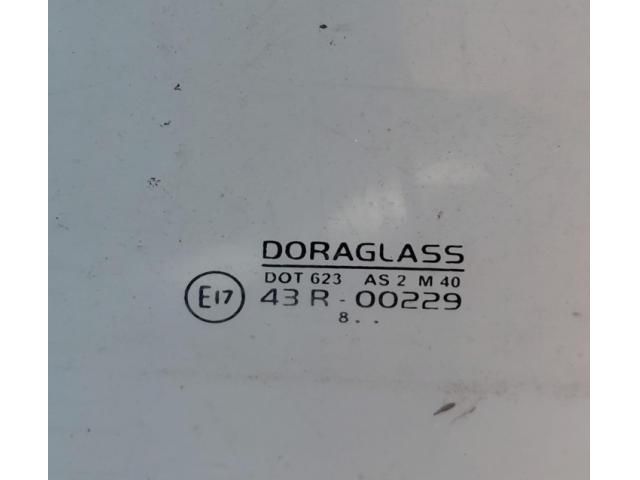 DORAGLASS
DOT 623 AS 2 M 40
E17 43 R - 00229
8 . .